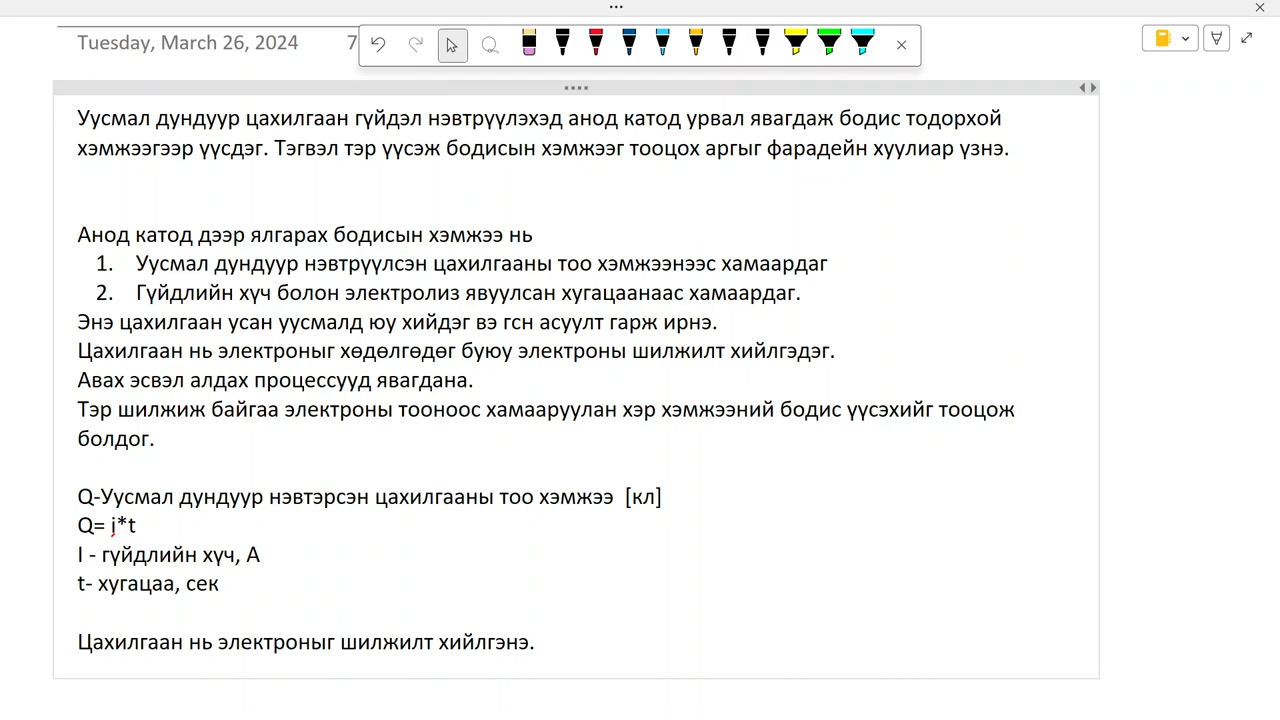 Tuesday, March 26, 2024 7
Уусмал дундуур цахилгаан гүйдэл нэвтрүүлэхэд анод катод урвал явагдаж бодис тодорхой
хэмжээгээр үүсдэг. Тэгвэл тэр үүсэж бодисын хэмжээг тооцох аргыг фарадейн хуулиар үзнэ.
Анод катод дээр ялгарах бодисын хэмжээ нь
1. Уусмал дундуур нэвтрүүлсэн цахилгааны тоо хэмжээнээс хамаардаг
2. Гүйдлийн хүч болон электролиз явуулсан хугацаанаас хамаардаг.
Энэ цахилгаан усан уусмалд юу хийдэг вэ гсн асуулт гарж ирнэ.
Цахилгаан нь электроныг хөдөлгөдөг буюу электроны шилжилт хийлгэдэг.
Авах эсвэл алдах процессууд явагдана.
Тэр шилжиж байгаа электроны тооноос хамааруулан хэр хэмжээний бодис үүсэхийг тооцож
болдог.
Q-Уусмал дундуур нэвтэрсэн цахилгааны тоо хэмжээ [кл]
Q= j*t
I - гүйдлийн хүч, А
t- хугацаа, сек
Цахилгаан нь электроныг шилжилт хийлгэнэ.